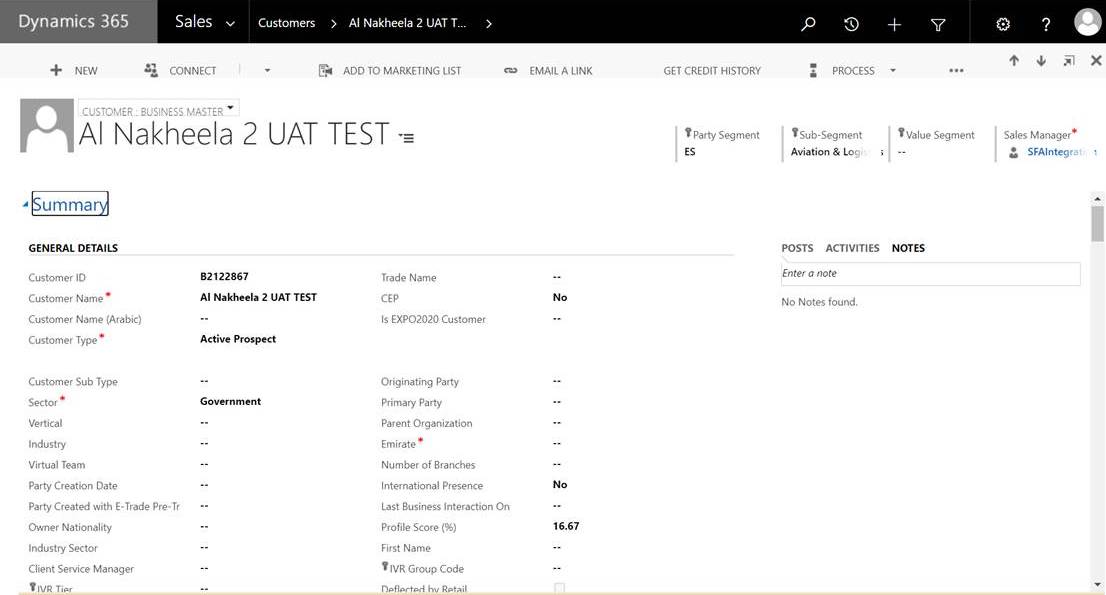 Dynamics 365 Sales Customers Al Nakheela 2 UAT T...
NEW CONNECT ADD TO MARKETING LIST EMAIL A LINK GET CREDIT HISTORY PROCESS ...
CUSTOMER : BUSINESS MASTER
Al Nakheela 2 UAT TEST
Party Segment
ES
Sub-Segment
Aviation & Logis
Value Segment
--
Sales Manager*
SFAIntegrat
Summary
GENERAL DETAILS
Customer ID B2122867
Customer Name* Al Nakheela 2 UAT TEST
Customer Name (Arabic) --
Customer Type* Active Prospect
Trade Name --
CEP No
Is EXPO2020 Customer --
Customer Sub Type --
Sector* Government
Vertical --
Industry --
Virtual Team --
Party Creation Date --
Party Created with E-Trade Pre-Tr --
Owner Nationality --
Industry Sector --
Client Service Manager --
IVR Tier --
Originating Party --
Primary Party --
Parent Organization --
Emirate* --
Number of Branches --
International Presence No
Last Business Interaction On --
Profile Score (%) 16.67
First Name --
IVR Group Code --
Deflected by Retail
POSTS ACTIVITIES NOTES
Enter a note
No Notes found.